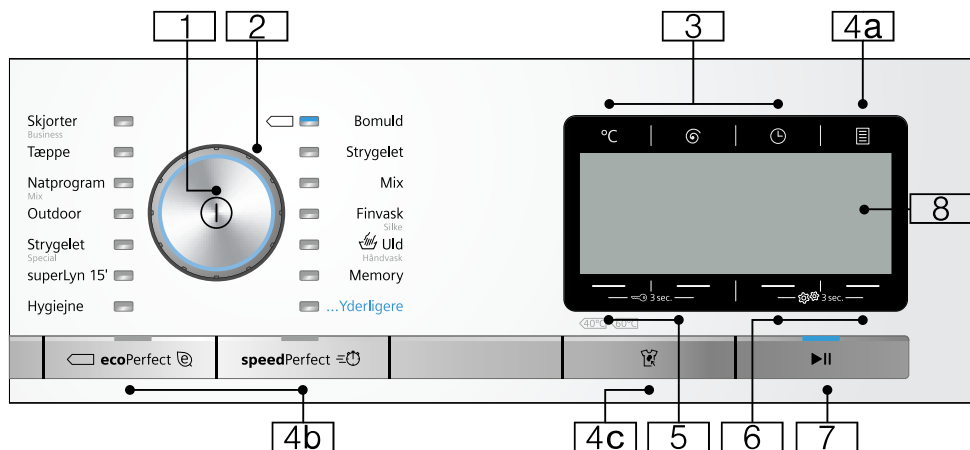 1 2 3 4a
Skjorter
Business
Tæppe
Natprogram
Mix
Outdoor
Strygelet
Special
superLyn 15'
Hygiejne
Bomuld
Strygelet
Mix
Finvask
Silke
Uld
Håndvask
Memory
...Yderligere
°C
8
3 sec. 3 sec.
40°C 60°C
ecoPerfect e speedPerfect
4b 4c 5 6 7